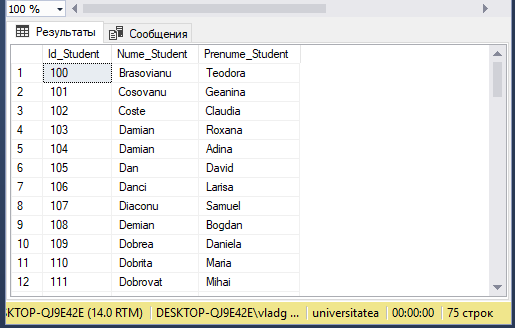 100 %
Результаты Сообщения
Id_Student Nume_Student Prenume_Student
1 100 Brasovianu Teodora
2 101 Cosovanu Geanina
3 102 Coste Claudia
4 103 Damian Roxana
5 104 Damian Adina
6 105 Dan David
7 106 Danci Larisa
8 107 Diaconu Samuel
9 108 Demian Bogdan
10 109 Dobrea Daniela
11 110 Dobrita Maria
12 111 Dobrovat Mihai
KTOP-QJ9E42E (14.0 RTM) DESKTOP-QJ9E42E\vladg ... universitatea 00:00:00 75 строк